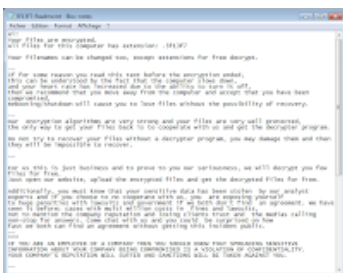 Fichier Edition Format Affichage ?
Hi!
Your files are encrypted.
All files for this computer has extension:
Your filenames can be changed too, except extensions for free decrypt.
--
If for some reason you read this text before the encryption ended,
this can be understood by the fact that the computer slows down,
and your heart rate has increased due to the ability to turn it off,
then we recommend that you move away from the computer and accept that you have been
compromised,
Rebooting/shutdown will cause you to lose files without the possibility of recovery.
--
Our encryption algorithms are very strong and your files are very well protected,
the only way to get your files back is to cooperate with us and get the decrypter program.
Do not try to recover your files without a decrypter program, you may damage them and then
they will be impossible to recover.
--
For us this is just business and to prove to you our seriousness, we will decrypt you few
files for free.
Just open our website, upload the encrypted files and get the decrypted files for free.
Additionally, you must know that your sensitive data has been stolen by our analyst
experts and if you choose to no cooperate with us, you are exposing yourself
to huge penalties with lawsuits and government if we both don't find an agreement. We have
seen it before; cases with multi million costs in fines and lawsuits,
not to mention the company reputation and losing clients trust and the medias calling
non-stop for answers. Come chat with us and you could be surprised on how
fast we both can find an agreement without getting this incident public.
--
IF YOU ARE AN EMPLOYER OF A COMPANY THEN YOU SHOULD KNOW THAT SPREADING SENSITIVE
INFORMATION ABOUT YOUR COMPANY BEING COMPROMISED IS A VIOLATION OF CONFIDENTIALITY.
YOUR COMPANY'S REPUTATION WILL SUFFER AND SANCTIONS WILL BE TAKEN AGAINST YOU.